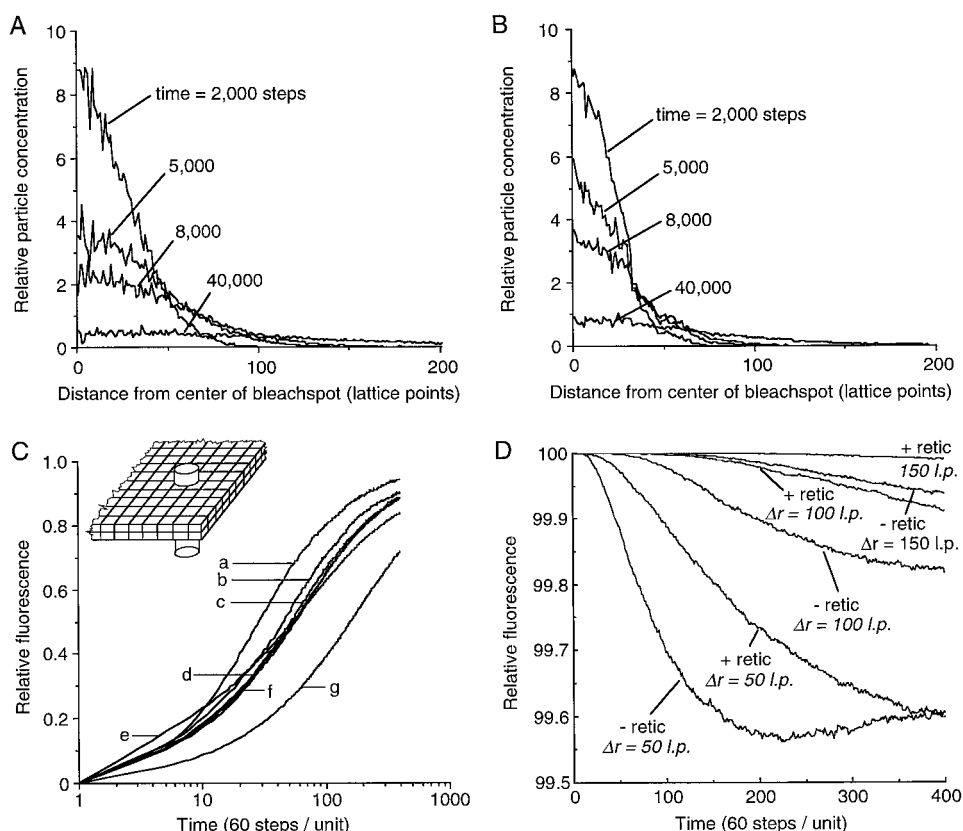 A
10
8
6
4
2
0
Relative particle concentration
time = 2,000 steps
5,000
8,000
40,000
100
200
Distance from center of bleachspot (lattice points)
B
10
8
6
4
2
0
Relative particle concentration
time = 2,000 steps
5,000
8,000
40,000
0
100
200
Distance from center of bleachspot (lattice points)
C
1.0
0.8
0.6
0.4
0.2
0
Relative fluorescence
a
b
c
d
e
f
g
1
10
100
1000
Time (60 steps / unit)
D
100
99.9
99.8
99.7
99.6
99.5
Relative fluorescence
+ retic
150 l.p.
+ retic
Δr = 100 l.p.
- retic
Δr = 150 l.p.
- retic
Δr = 100 l.p.
+ retic
Δr = 50 l.p.
- retic
Δr = 50 l.p.
0
100
200
300
400
Time (60 steps / unit)